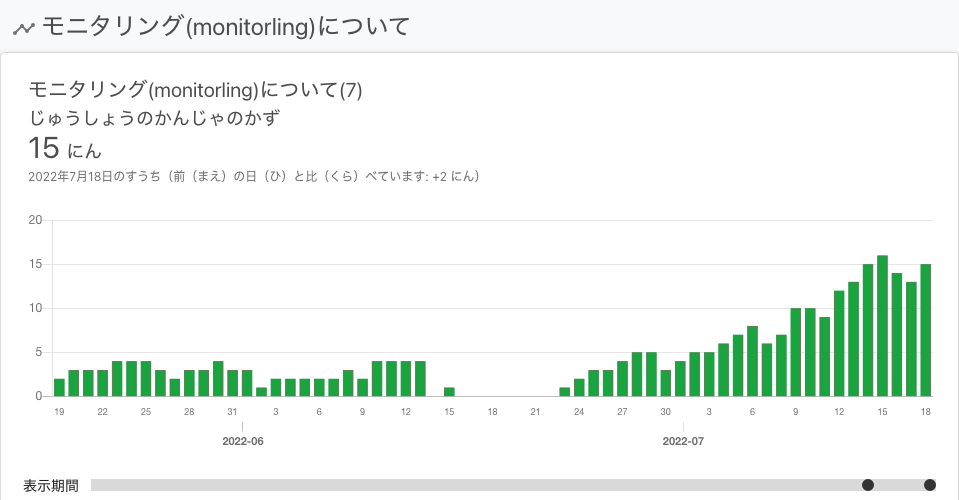 モニタリング(monitorling)について
モニタリング(monitorling)について(7)
じゅうしょうのかんじゃのかず
15 にん
2022年7月18日のすうち（前（まえ）の日（ひ）と比（くら）べています: +2 にん）
20
15
10
5
0
19 22 25 28 31 3 6 9 12 15 18 21 24 27 30 3 6 9 12 15 18
2022-06 2022-07
表示期間